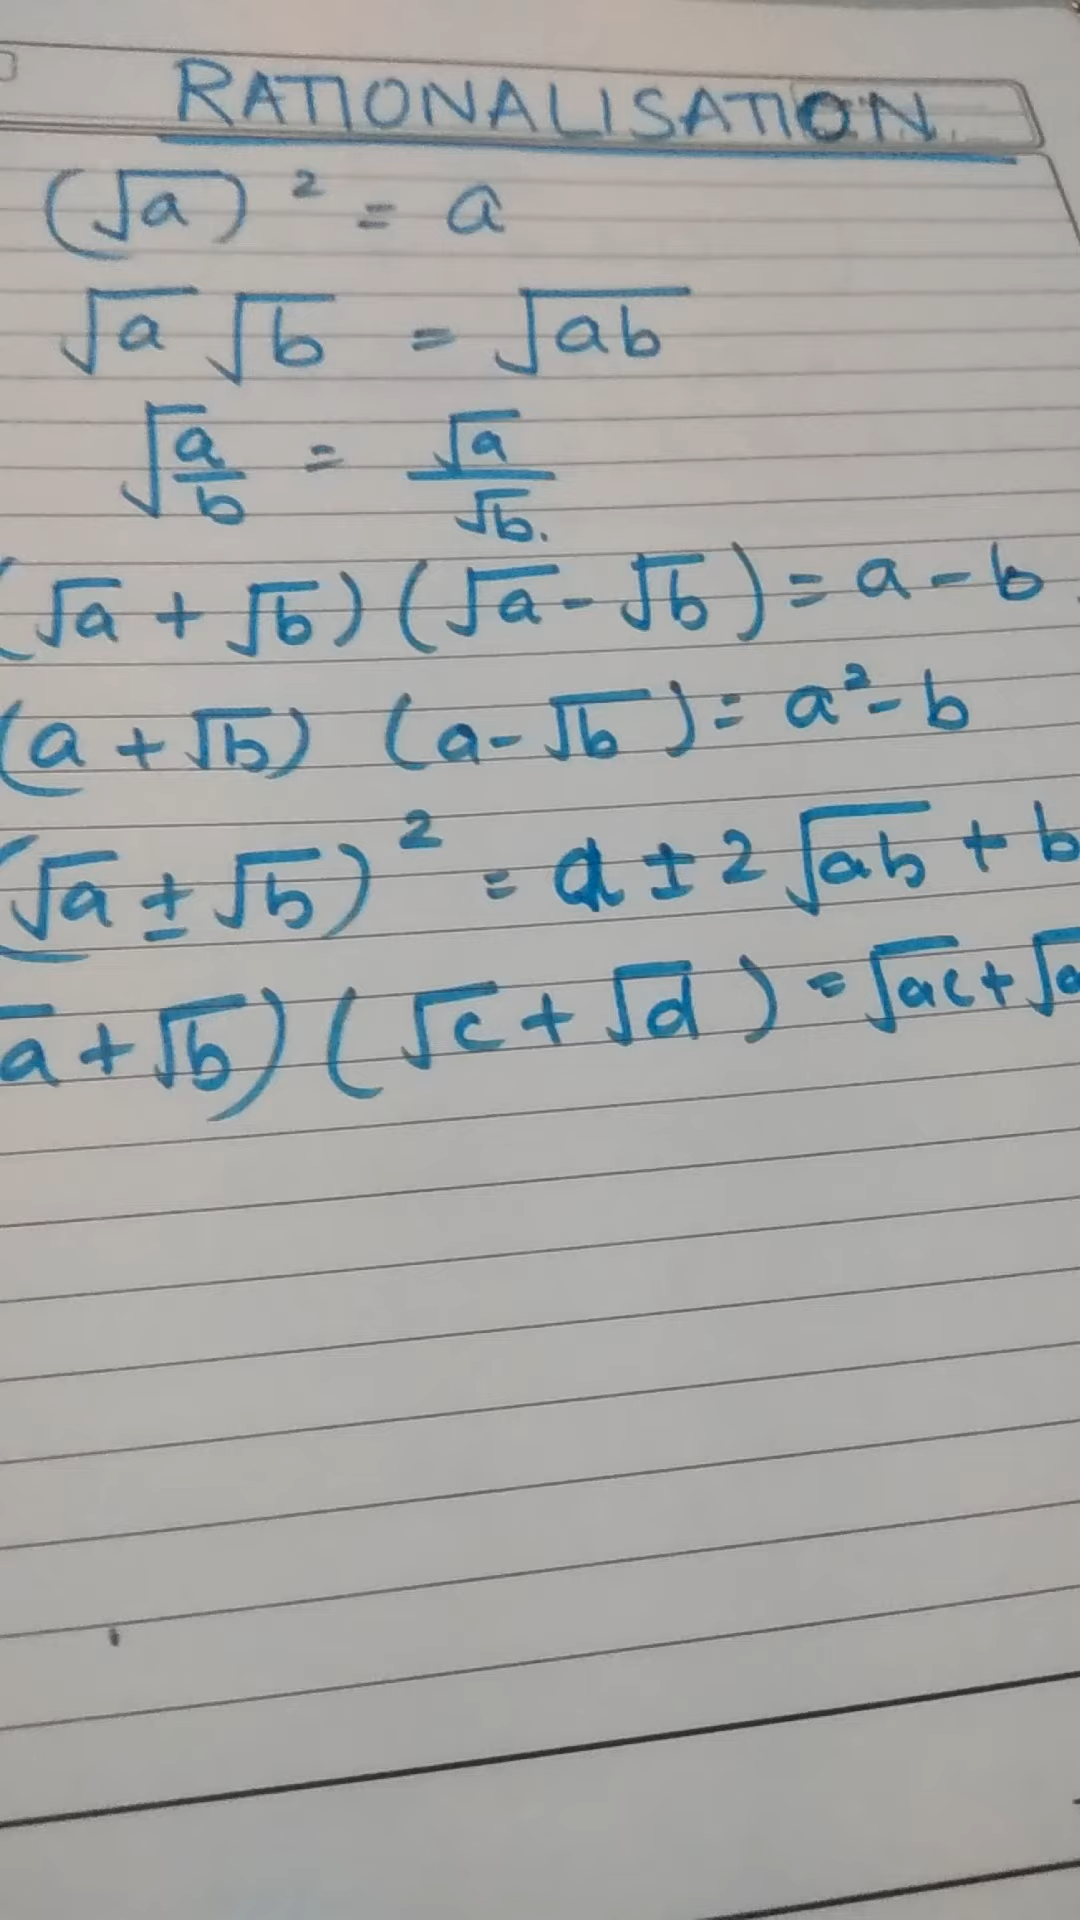 RATIONALISATION
(√a)² = a
√a √b = √ab
√(a/b) = √a/√b.
(√a + √b) (√a - √b) = a - b
(a + √b) (a - √b) = a² - b
(√a ± √b)² = a ± 2√ab + b
√a + √b) (√c + √d) = √ac + √a